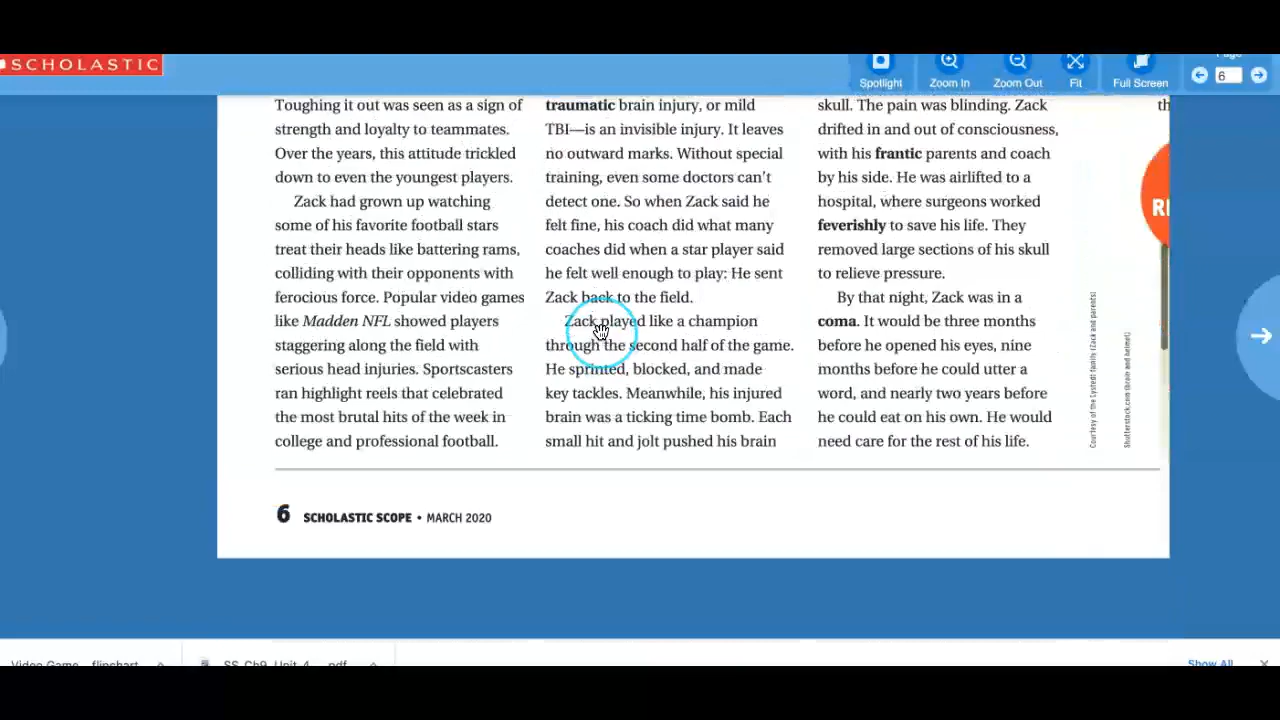 SCHOLASTIC
Spotlight
Zoom In
Zoom Out
Fit
Full Screen
6
Toughing it out was seen as a sign of
strength and loyalty to teammates.
Over the years, this attitude trickled
down to even the youngest players.
Zack had grown up watching
some of his favorite football stars
treat their heads like battering rams,
colliding with their opponents with
ferocious force. Popular video games
like Madden NFL showed players
staggering along the field with
serious head injuries. Sportscasters
ran highlight reels that celebrated
the most brutal hits of the week in
college and professional football.
traumatic brain injury, or mild
TBI—is an invisible injury. It leaves
no outward marks. Without special
training, even some doctors can't
detect one. So when Zack said he
felt fine, his coach did what many
coaches did when a star player said
he felt well enough to play: He sent
Zack back to the field.
Zack played like a champion
through the second half of the game.
He sprinted, blocked, and made
key tackles. Meanwhile, his injured
brain was a ticking time bomb. Each
small hit and jolt pushed his brain
skull. The pain was blinding. Zack
drifted in and out of consciousness,
with his frantic parents and coach
by his side. He was airlifted to a
hospital, where surgeons worked
feverishly to save his life. They
removed large sections of his skull
to relieve pressure.
By that night, Zack was in a
coma. It would be three months
before he opened his eyes, nine
months before he could utter a
word, and nearly two years before
he could eat on his own. He would
need care for the rest of his life.
th
Courtesy of the Lystedt family (Zack and parents)
Shutterstock.com (brain and helmet)
6 SCHOLASTIC SCOPE • MARCH 2020
Show All